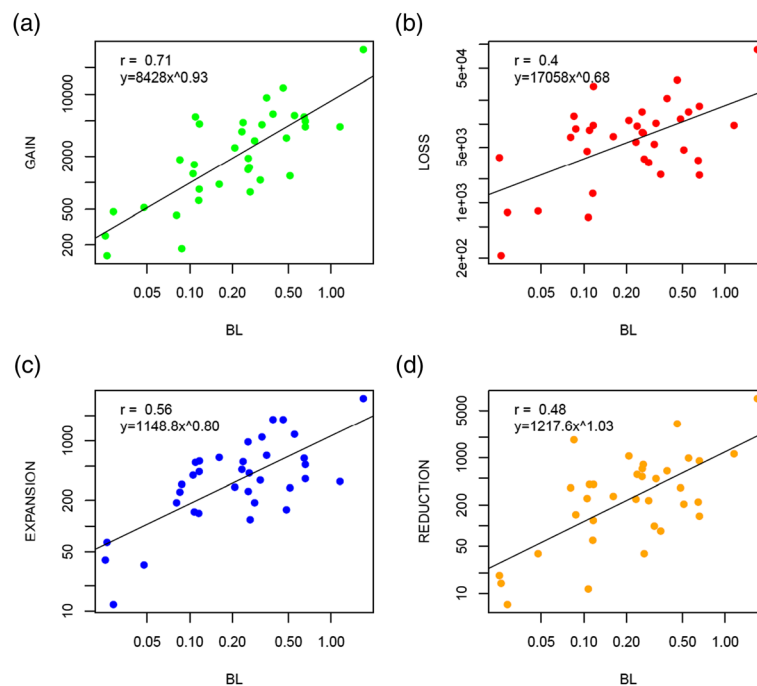 (a)
r = 0.71
y=8428x^0.93
GAIN
200
500
2000
10000
0.05 0.10 0.20 0.50 1.00
BL
(b)
r = 0.4
y=17058x^0.68
LOSS
2e+02
1e+03
5e+03
5e+04
0.05 0.10 0.20 0.50 1.00
BL
(c)
r = 0.56
y=1148.8x^0.80
EXPANSION
10
50
200
1000
0.05 0.10 0.20 0.50 1.00
BL
(d)
r = 0.48
y=1217.6x^1.03
REDUCTION
10
50
200
1000
5000
0.05 0.10 0.20 0.50 1.00
BL